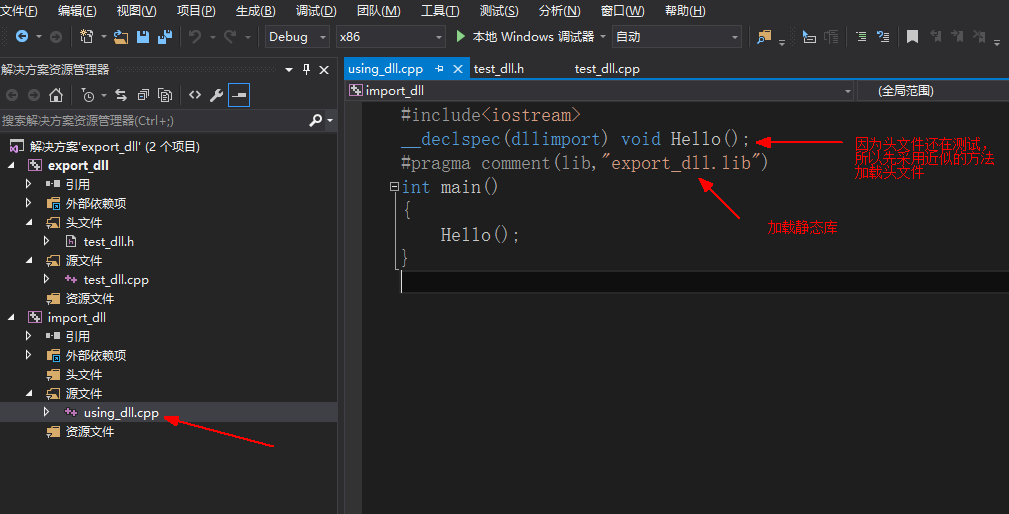 文件(F) 编辑(E) 视图(V) 项目(P) 生成(B) 调试(D) 团队(M) 工具(T) 测试(S) 分析(N) 窗口(W) 帮助(H)
Debug x86 本地 Windows 调试器 自动
解决方案资源管理器
搜索解决方案资源管理器(Ctrl+;)
解决方案'export_dll' (2 个项目)
export_dll
引用
外部依赖项
头文件
test_dll.h
源文件
test_dll.cpp
资源文件
import_dll
引用
外部依赖项
头文件
源文件
using_dll.cpp
资源文件
using_dll.cpp test_dll.h test_dll.cpp
import_dll (全局范围)
#include<iostream>
__declspec(dllimport) void Hello();
#pragma comment(lib,"export_dll.lib")
int main()
{
Hello();
}
因为头文件还在测试，
所以先采用近似的方法
加载头文件
加载静态库